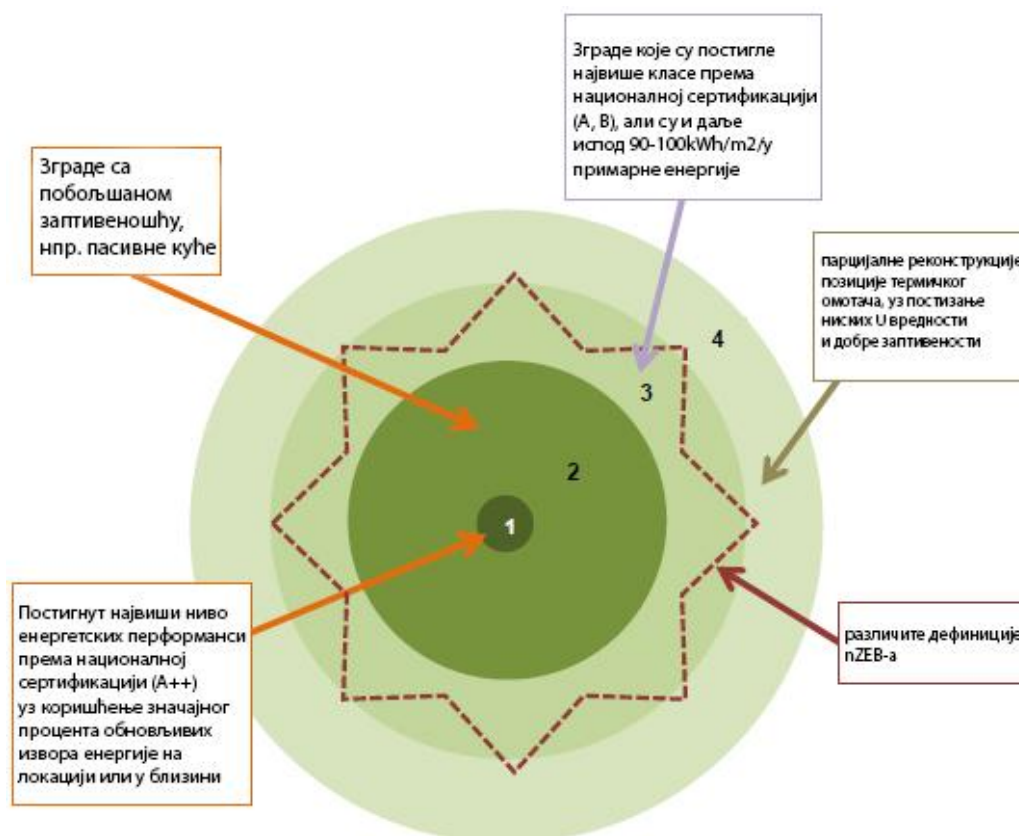 Зграде које су постигле
највише класе према
националној сертификацији
(А, B), али су и даље
испод 90-100kWh/m2/y
примарне енергије
Зграде са
побољшаном
заптивеношћу,
нпр. пасивне куће
парцијалне реконструкције
позиције термичког
омотача, уз постизање
ниских U вредности
и добре заптивености
4
3
2
1
Постигнут највиши ниво
енергетских перформанси
према националној
сертификацији (А++)
уз коришћење значајног
процента обновљивих
извора енергије на
локацији или у близини
различите дефиниције
nZEB-a